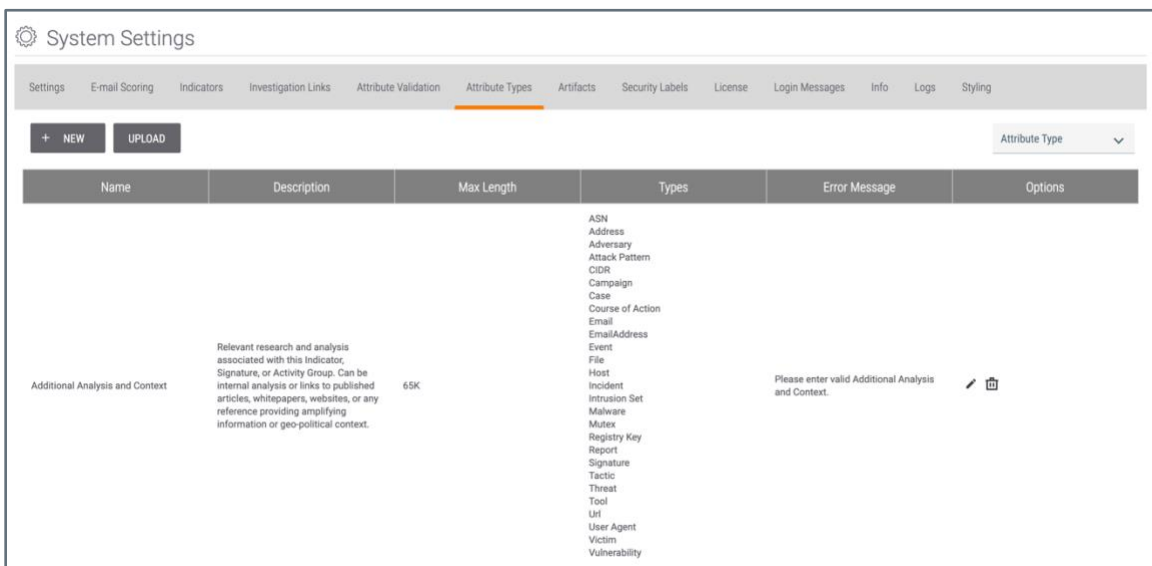 System Settings
Settings E-mail Scoring Indicators Investigation Links Attribute Validation Attribute Types Artifacts Security Labels License Login Messages Info Logs Styling
+ NEW UPLOAD Attribute Type
Name Description Max Length Types Error Message Options
Additional Analysis and Context
Relevant research and analysis
associated with this Indicator,
Signature, or Activity Group. Can be
internal analysis or links to published
articles, whitepapers, websites, or any
reference providing amplifying
information or geo-political context.
65K
ASN
Address
Adversary
Attack Pattern
CIDR
Campaign
Case
Course of Action
Email
EmailAddress
Event
File
Host
Incident
Intrusion Set
Malware
Mutex
Registry Key
Report
Signature
Tactic
Threat
Tool
Url
User Agent
Victim
Vulnerability
Please enter valid Additional Analysis
and Context.